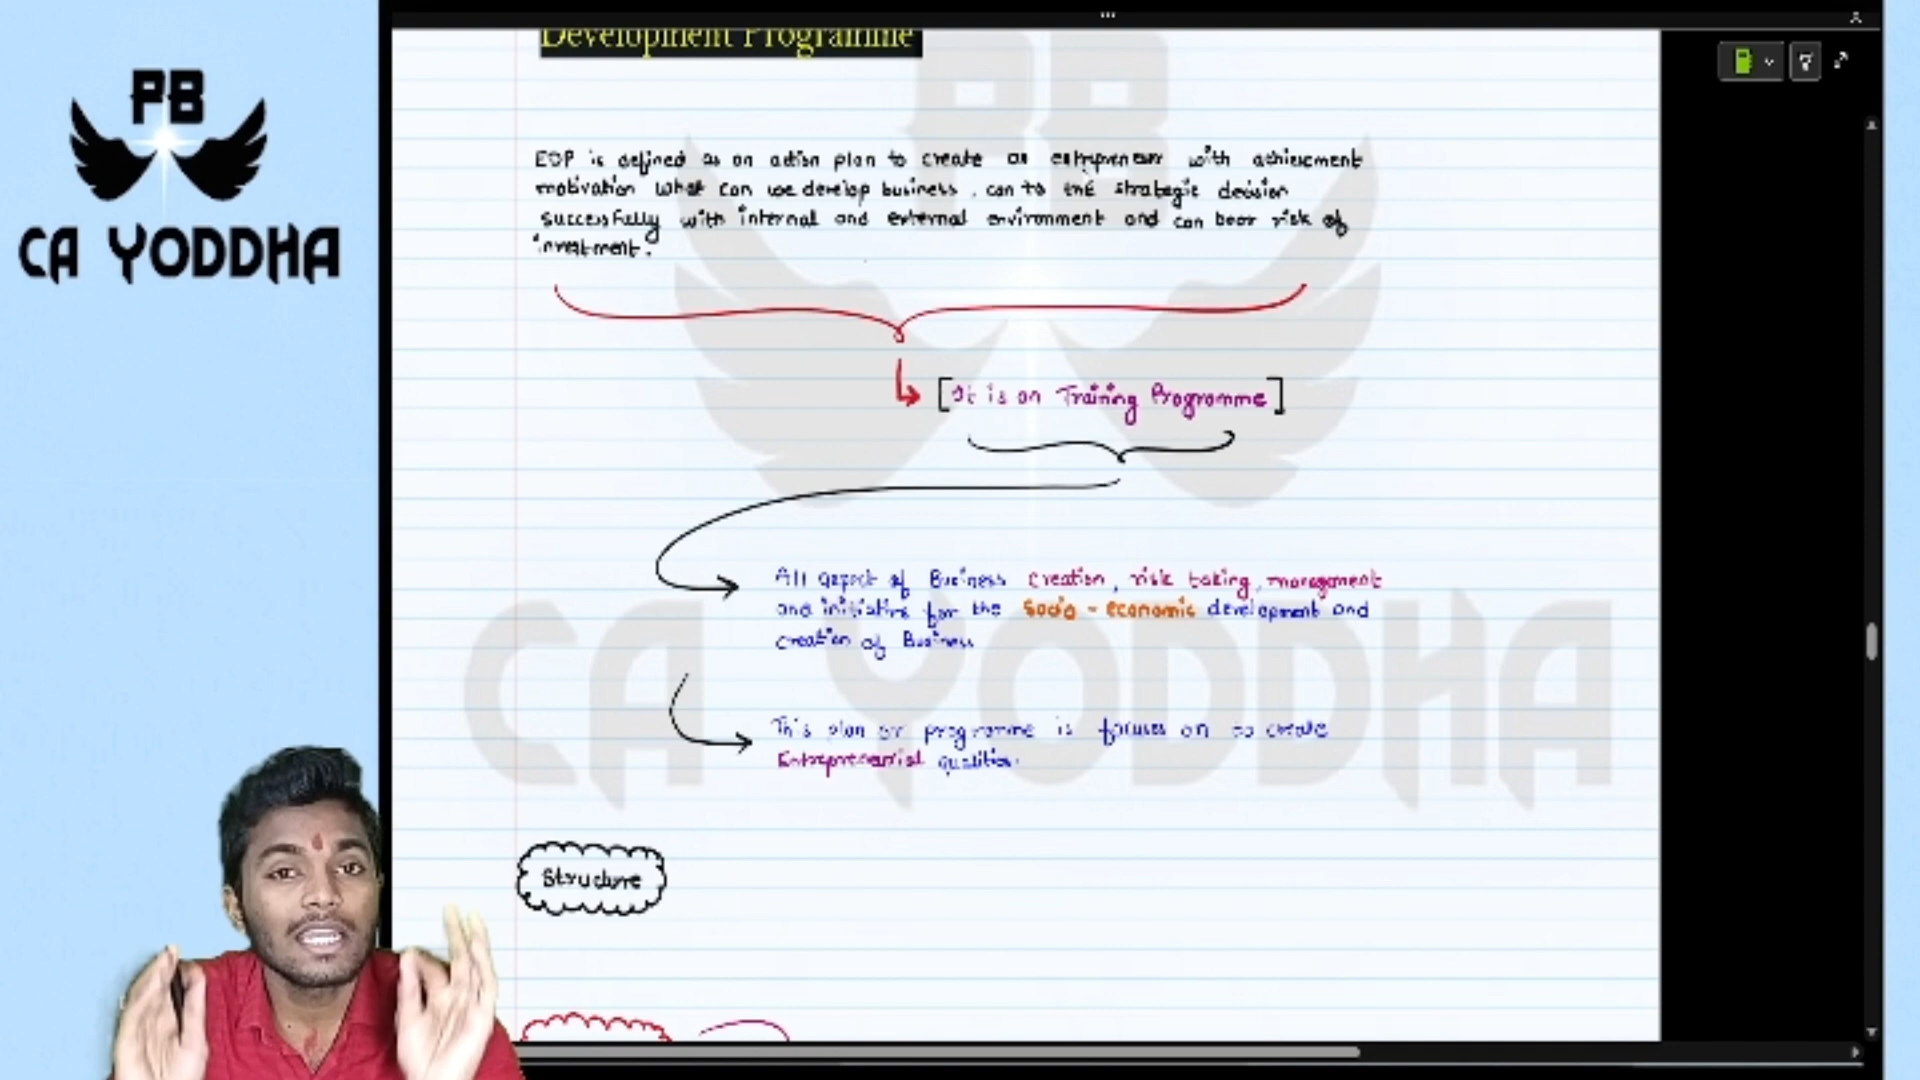 PB
CA YODDHA
Development Programme
EDP is defined as an action plan to create an entrepreneur with achievement
motivation what can we develop business, can to the strategic decision
successfully with internal and external environment and can bear risk of
investment.
[It is an Training Programme]
All aspect of Business creation, risk taking, management
and initiative for the socio - economic development and
creation of Business
This plan or programme is focuses on to create
Entrepreneurial qualities.
Structure